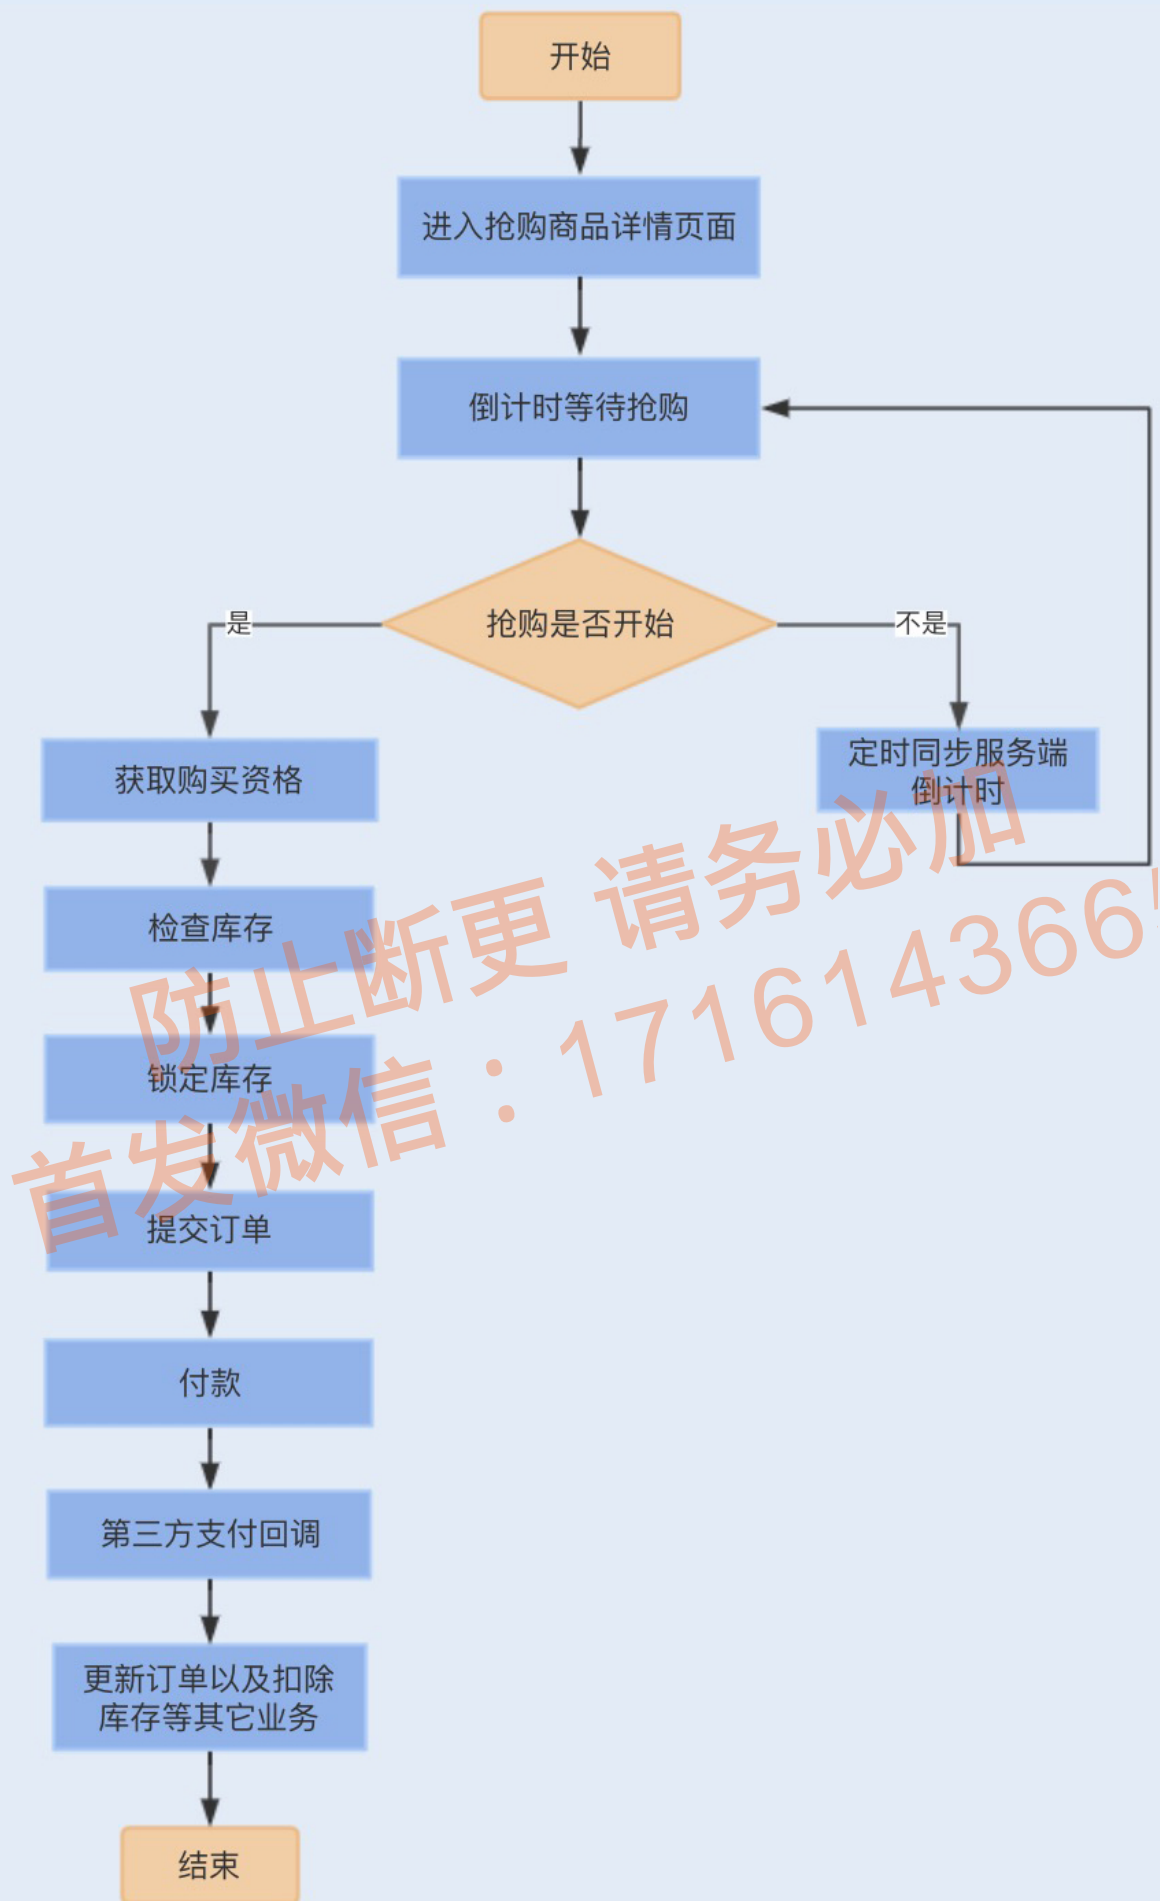 开始
进入抢购商品详情页面
倒计时等待抢购
抢购是否开始
是
不是
获取购买资格
定时同步服务端
倒计时
检查库存
锁定库存
提交订单
付款
第三方支付回调
更新订单以及扣除
库存等其它业务
结束
防止断更 请务必加
首发微信：171614366